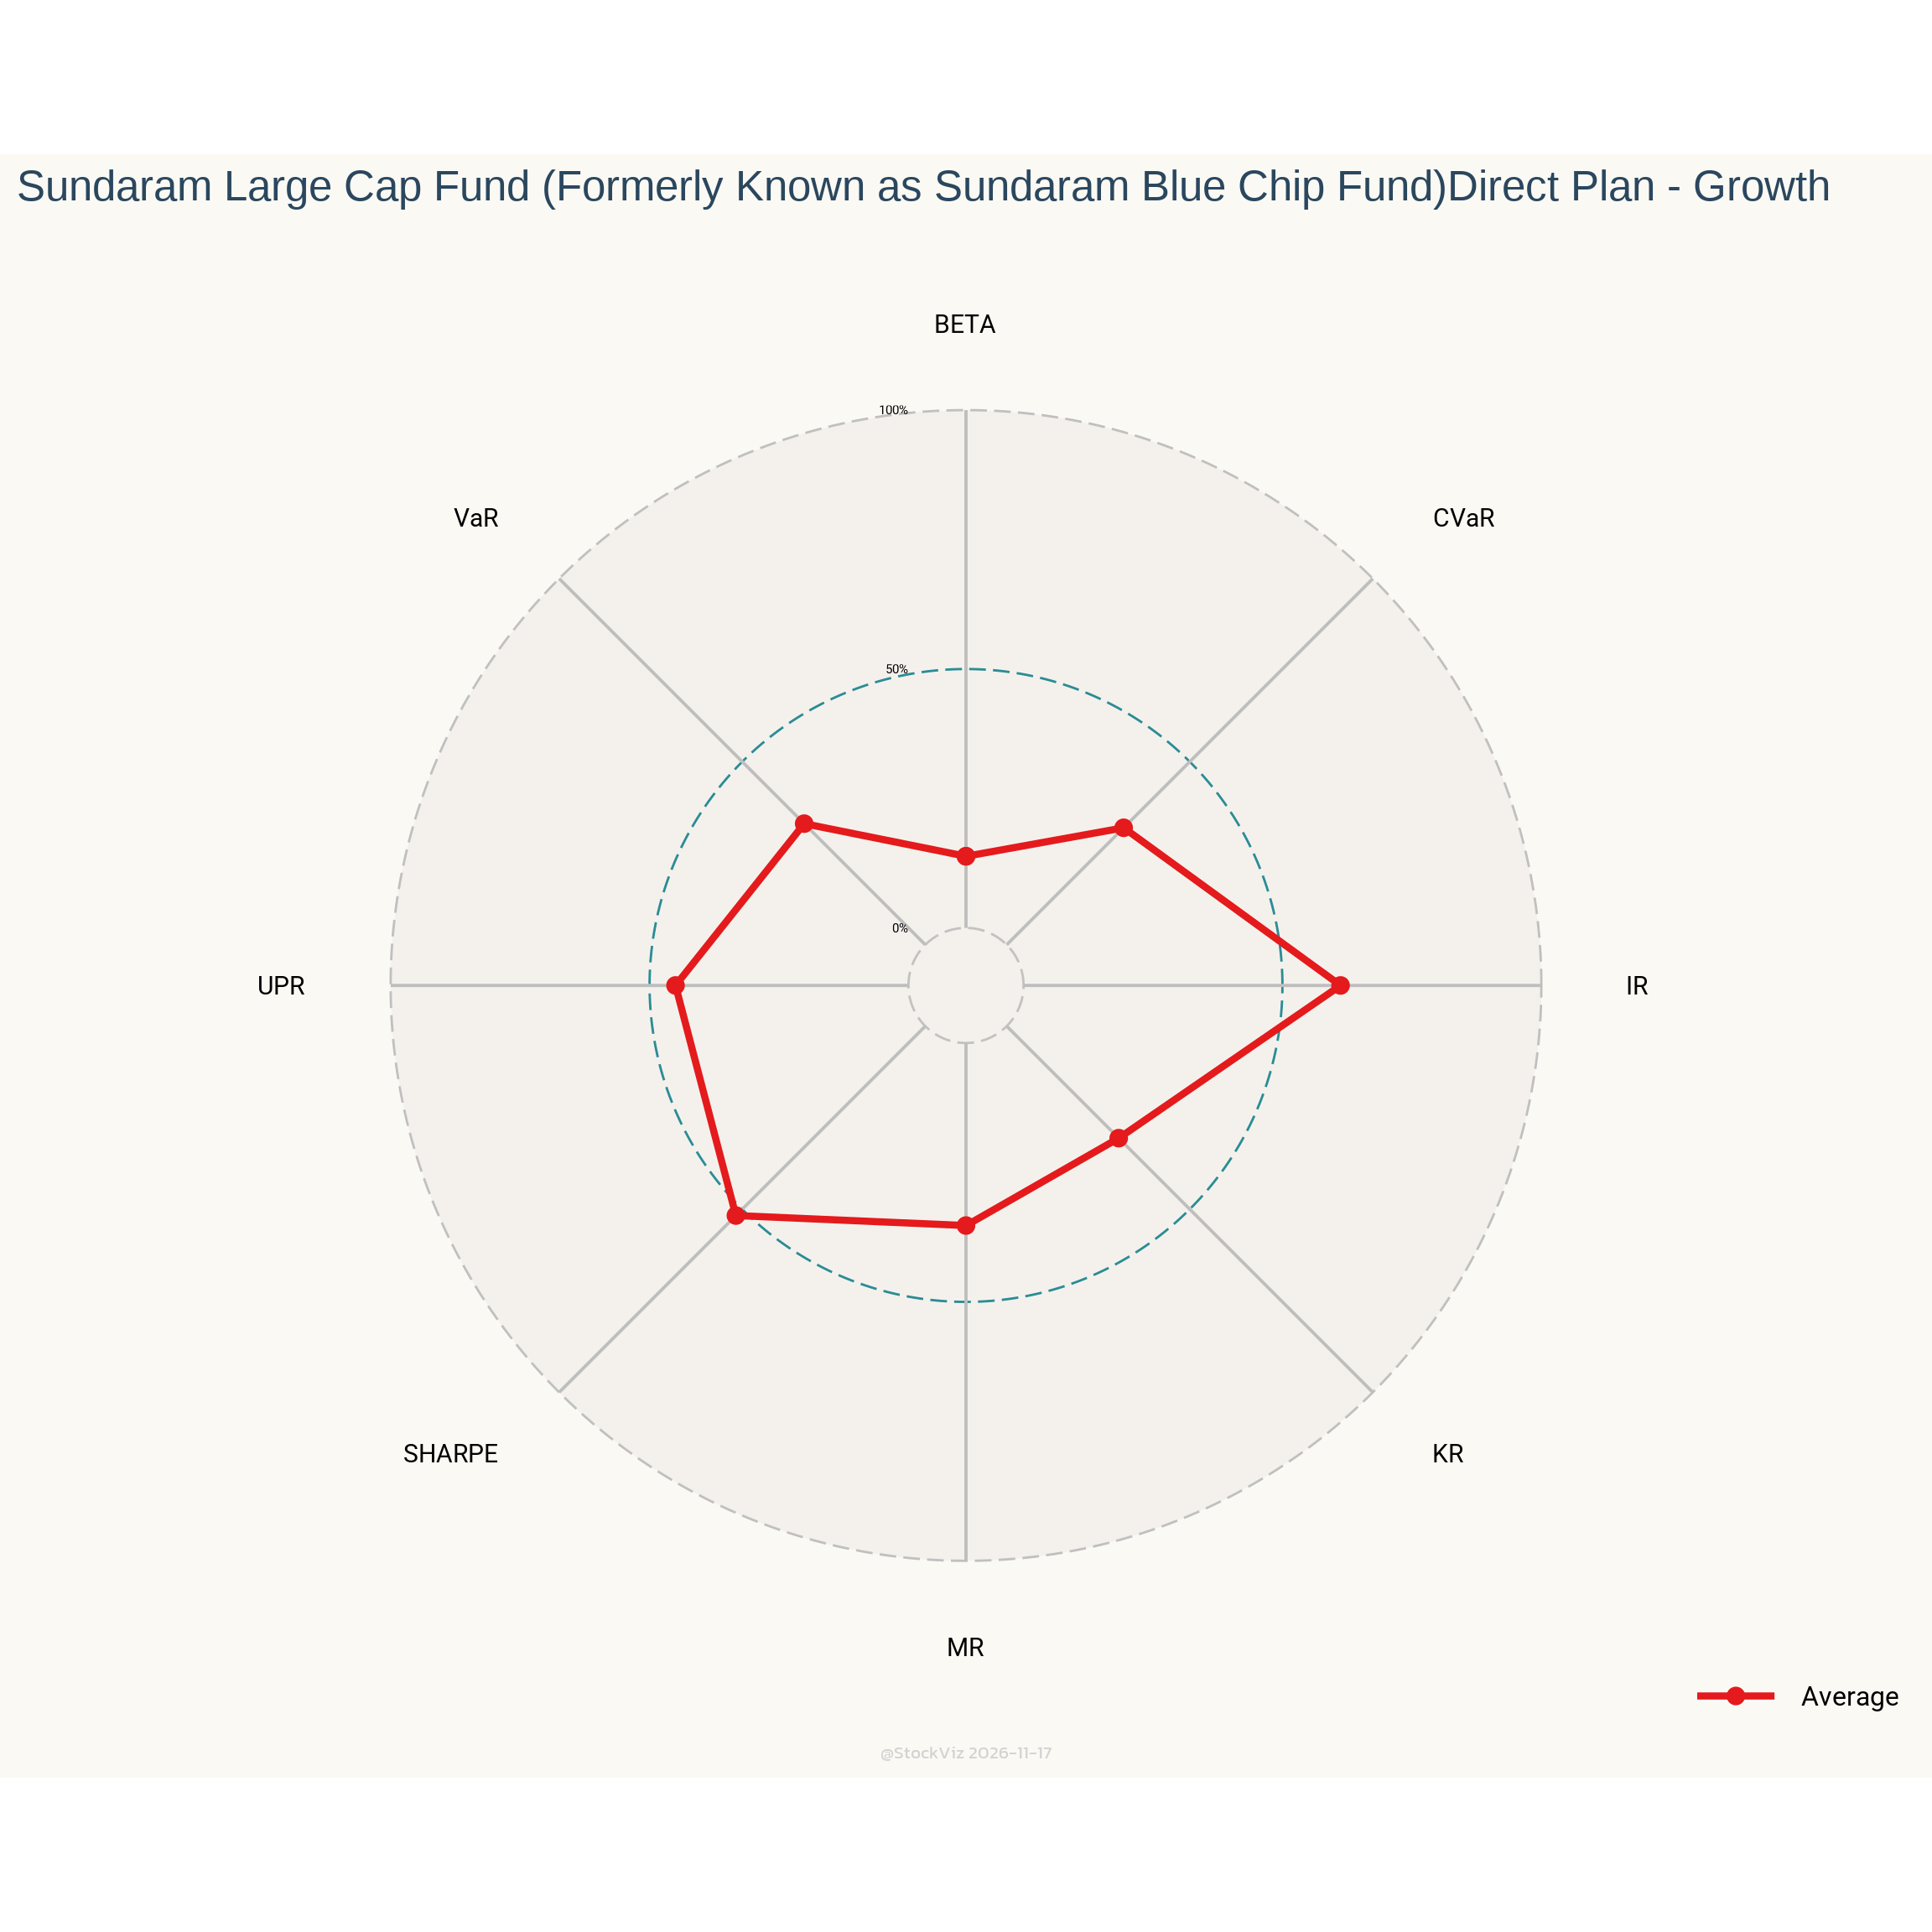 Sundaram Large Cap Fund (Formerly Known as Sundaram Blue Chip Fund)Direct Plan - Growth
BETA
100%
VaR
CVaR
50%
0%
UPR
IR
SHARPE
KR
MR
Average
@StockViz 2026-11-17